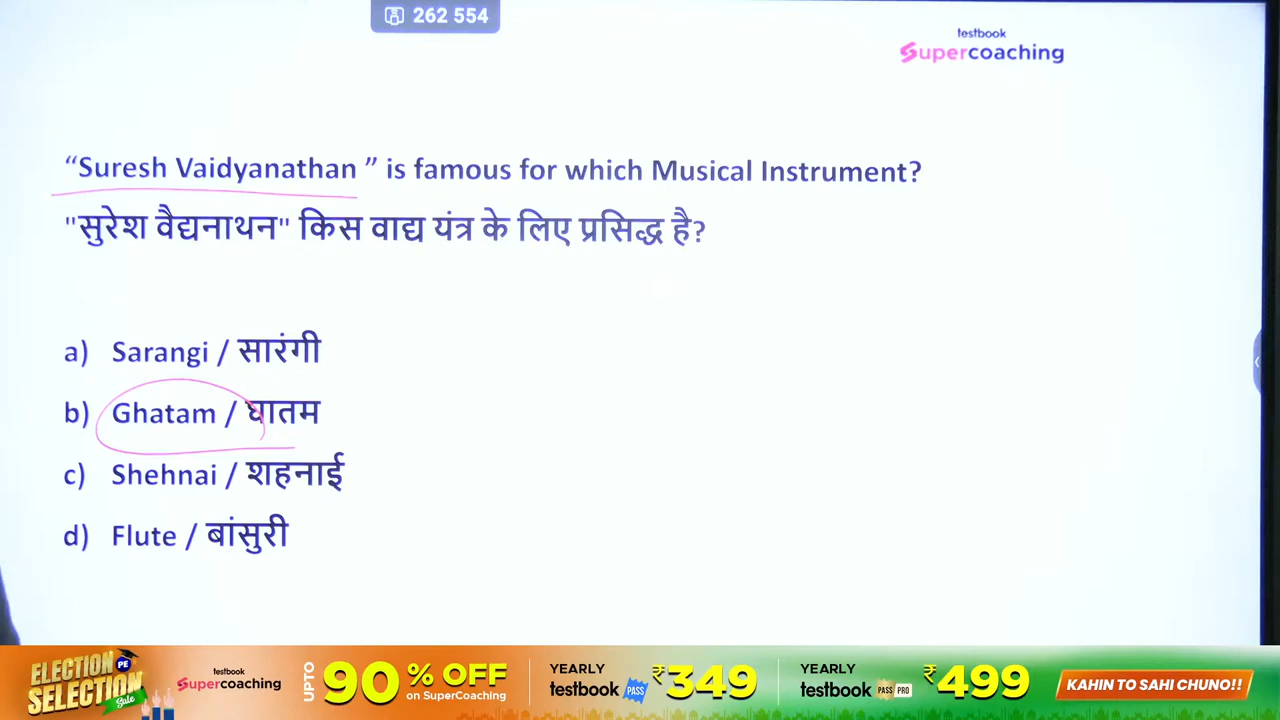 262 554
testbook
Supercoaching
“Suresh Vaidyanathan ” is famous for which Musical Instrument?
"सुरेश वैद्यनाथन" किस वाद्य यंत्र के लिए प्रसिद्ध है?
a) Sarangi / सारंगी
b) Ghatam / घातम
c) Shehnai / शहनाई
d) Flute / बांसुरी
ELECTION PE SELECTION Sale
testbook
Supercoaching
UPTO 90% OFF on SuperCoaching
YEARLY testbook PASS ₹349
YEARLY testbook PASS PRO ₹499
KAHIN TO SAHI CHUNO!!